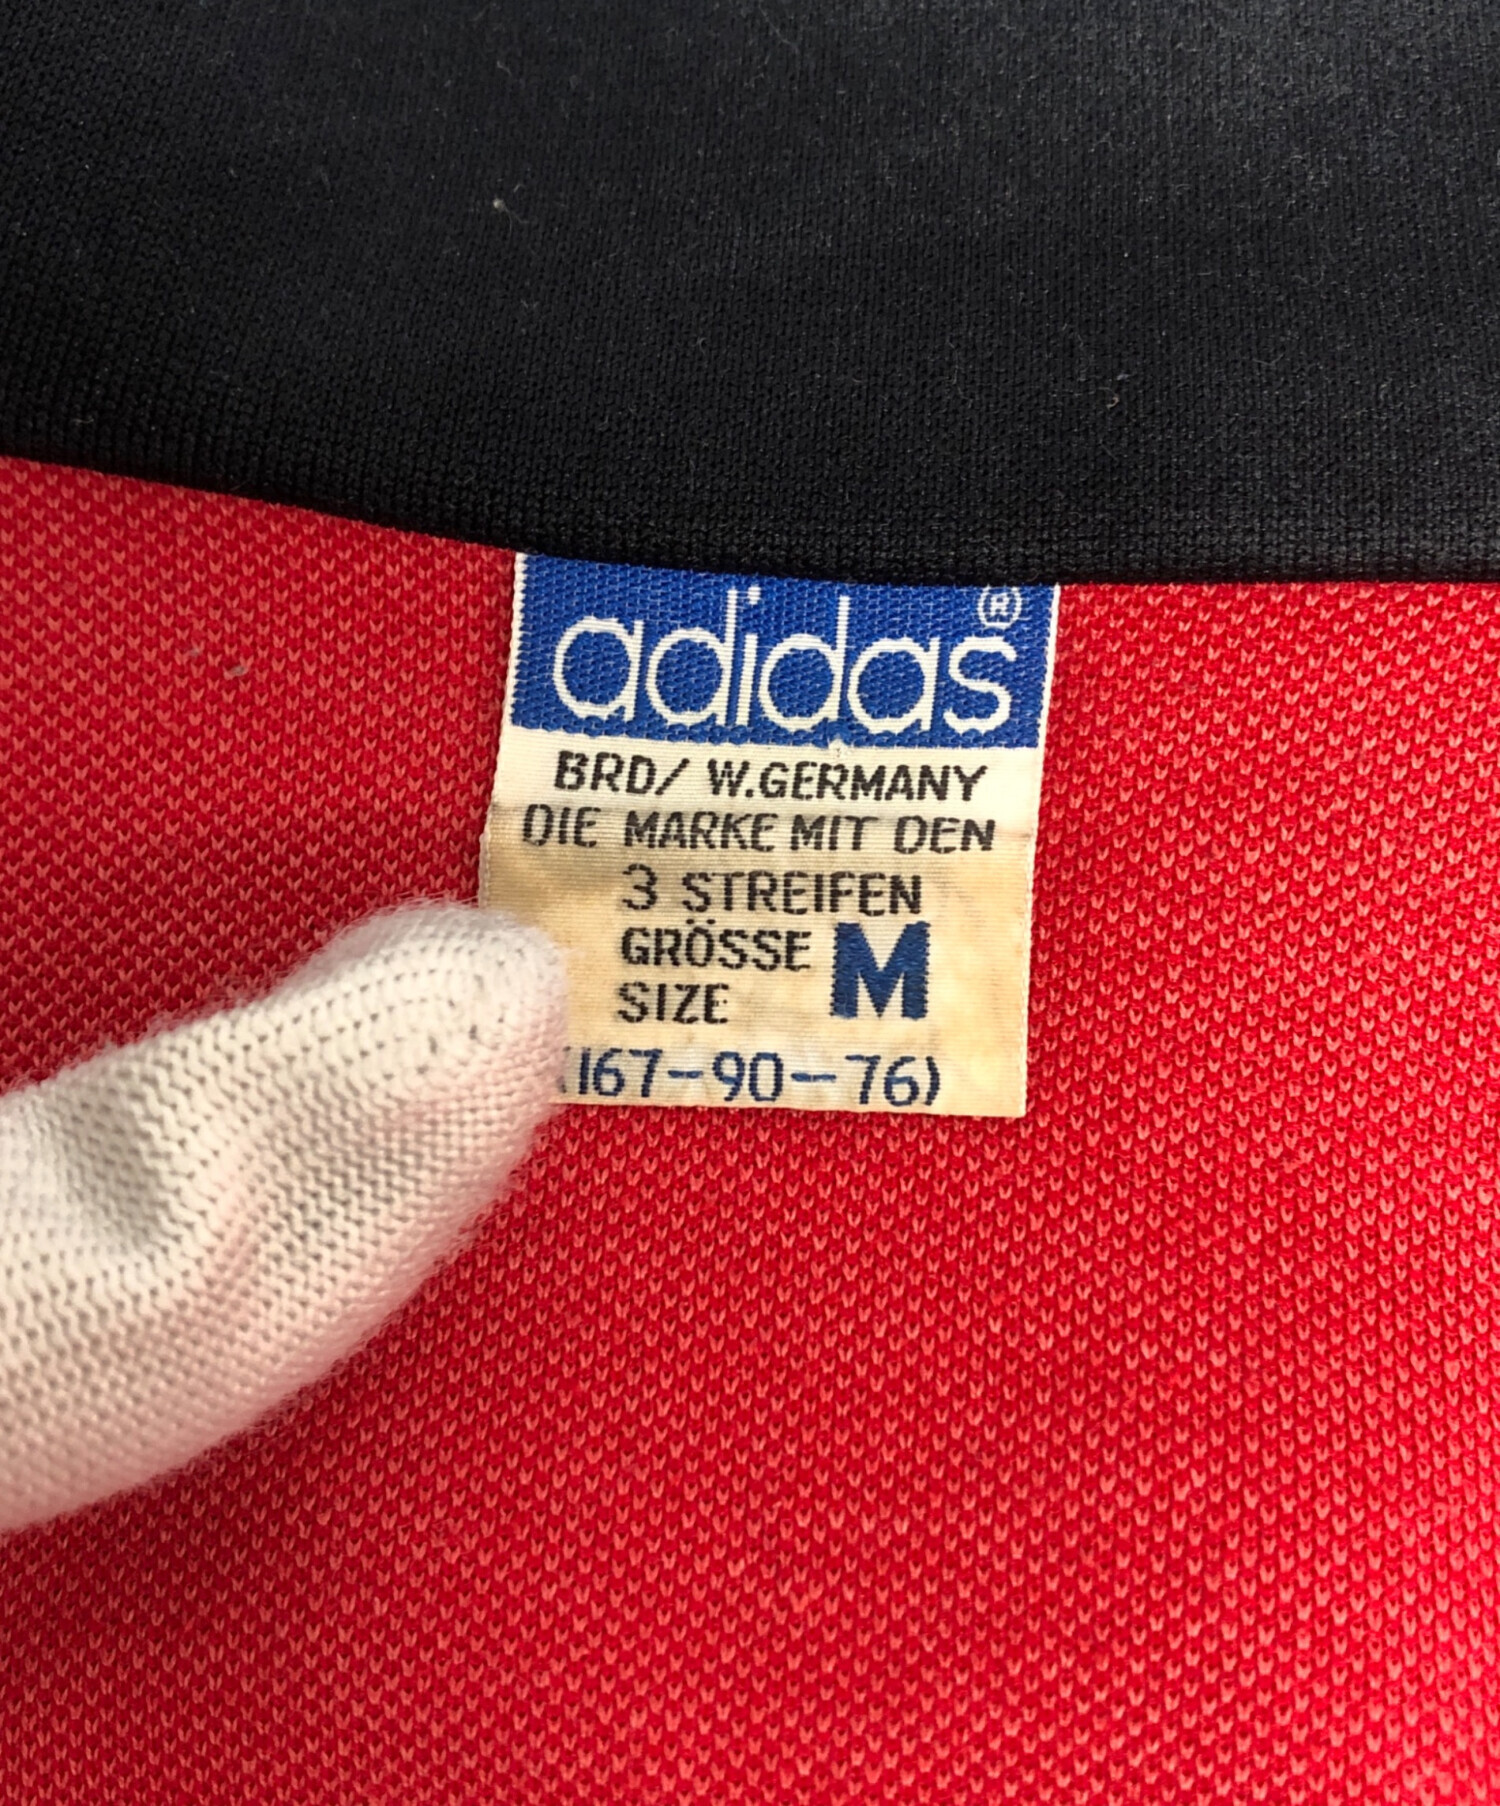 adidas®
BRD/ W.GERMANY
DIE MARKE MIT DEN
3 STREIFEN
GRÖSSE M
SIZE
(167-90-76)